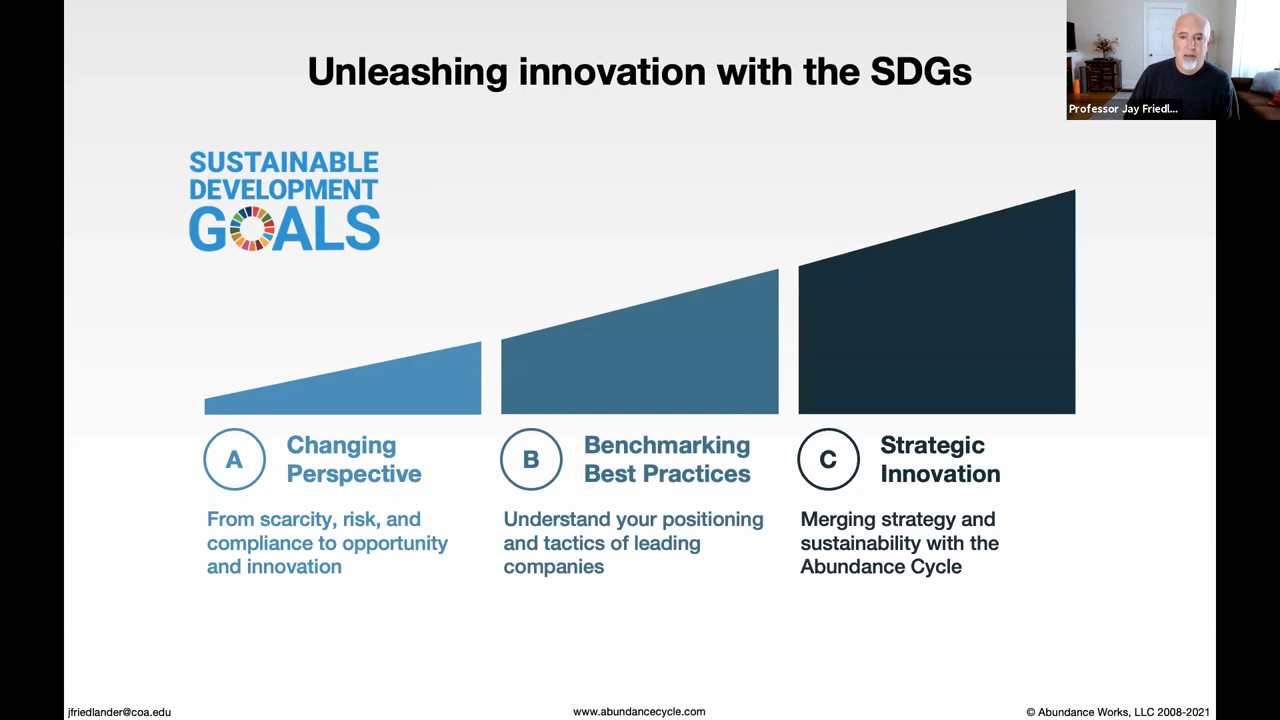 Unleashing innovation with the SDGs
Professor Jay Friedl...
SUSTAINABLE
DEVELOPMENT
GOALS
A
Changing
Perspective
From scarcity, risk, and
compliance to opportunity
and innovation
B
Benchmarking
Best Practices
Understand your positioning
and tactics of leading
companies
C
Strategic
Innovation
Merging strategy and
sustainability with the
Abundance Cycle
jfriedlander@coa.edu
www.abundancecycle.com
© Abundance Works, LLC 2008-2021